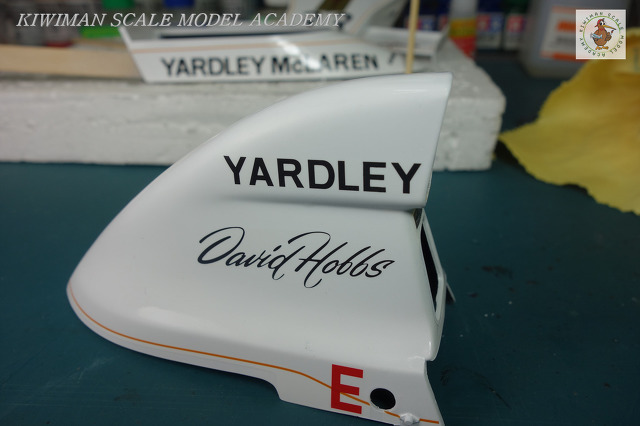 KIWIMAN SCALE MODEL ACADEMY
YARDLEY McLAREN
YARDLEY
David Hobbs
E